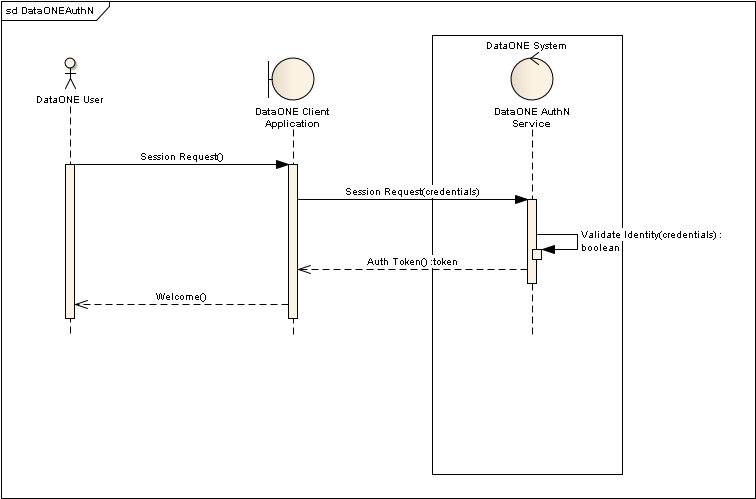 sd DataONEAuthN
DataONE System
DataONE User
DataONE Client
Application
DataONE AuthN
Service
Session Request()
Session Request(credentials)
Validate Identity(credentials) :
boolean
Auth Token() :token
Welcome()